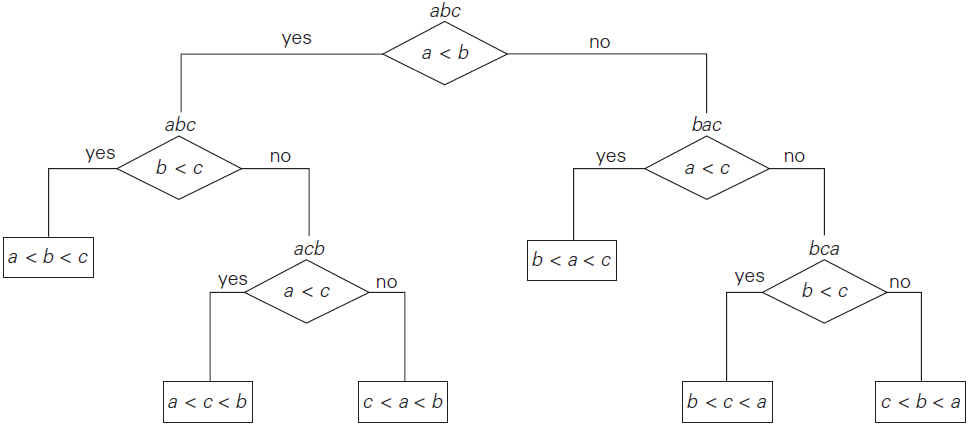 abc
yes
a < b
no
abc
bac
yes
b < c
no
yes
a < c
no
a < b < c
acb
b < a < c
bca
yes
a < c
no
yes
b < c
no
a < c < b
c < a < b
b < c < a
c < b < a